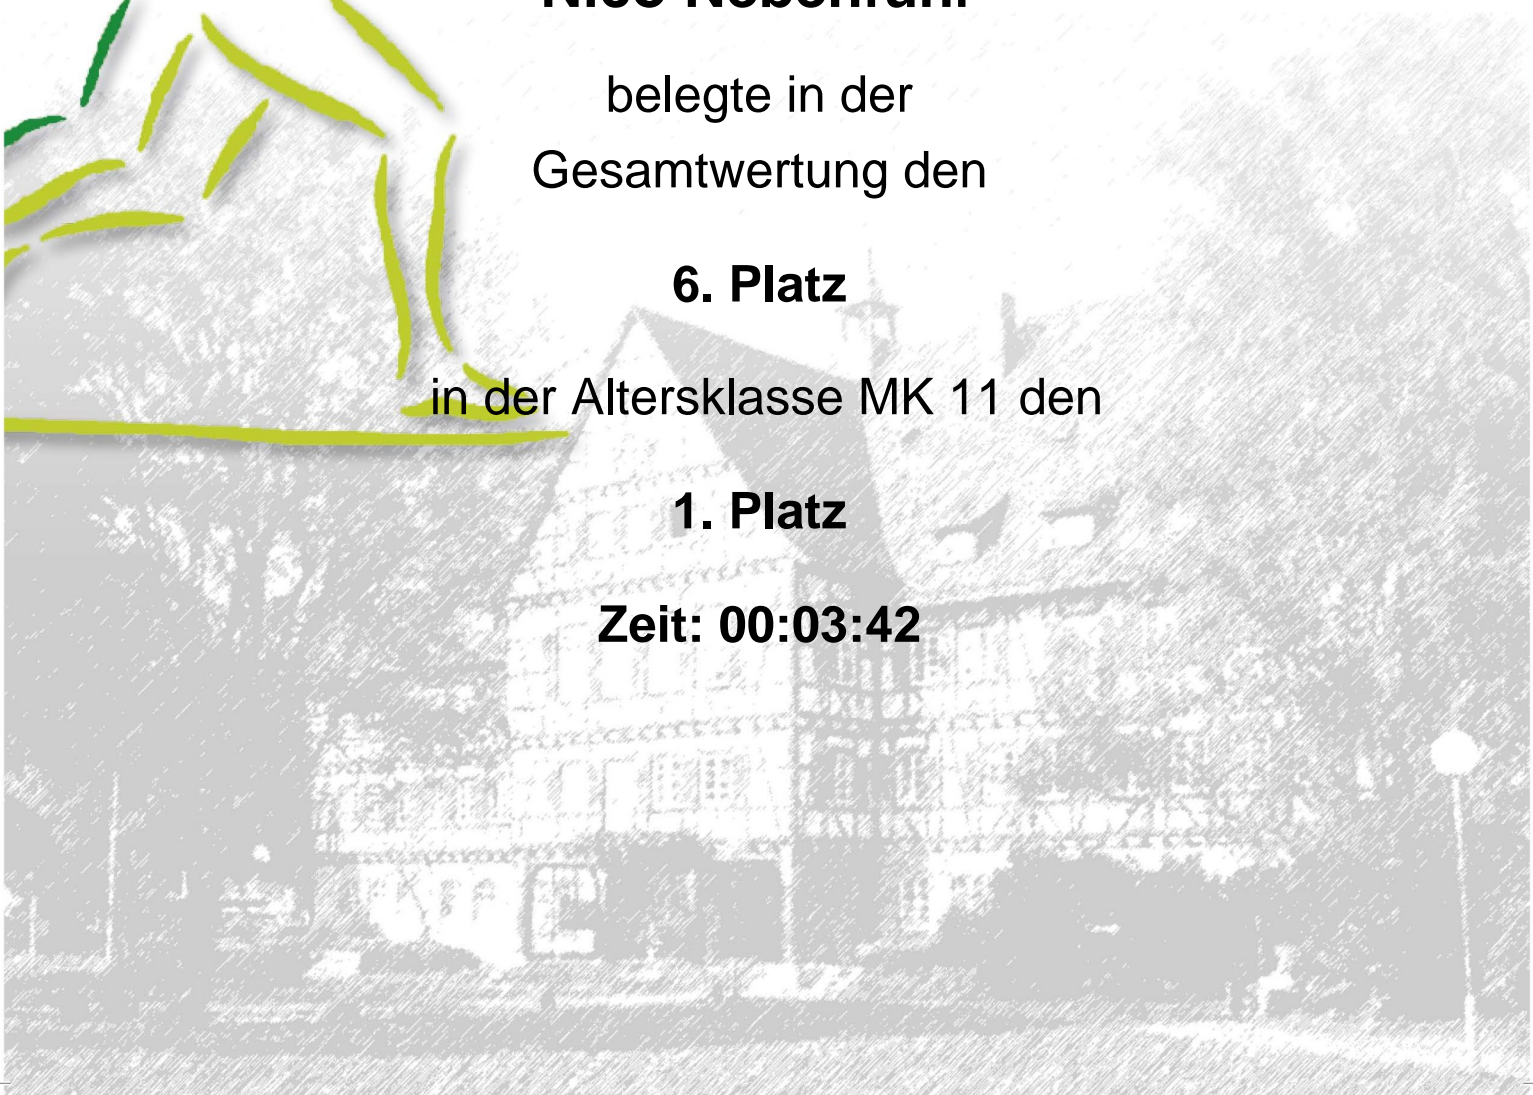 belegte in der
Gesamtwertung den
6. Platz
in der Altersklasse MK 11 den
1. Platz
Zeit: 00:03:42